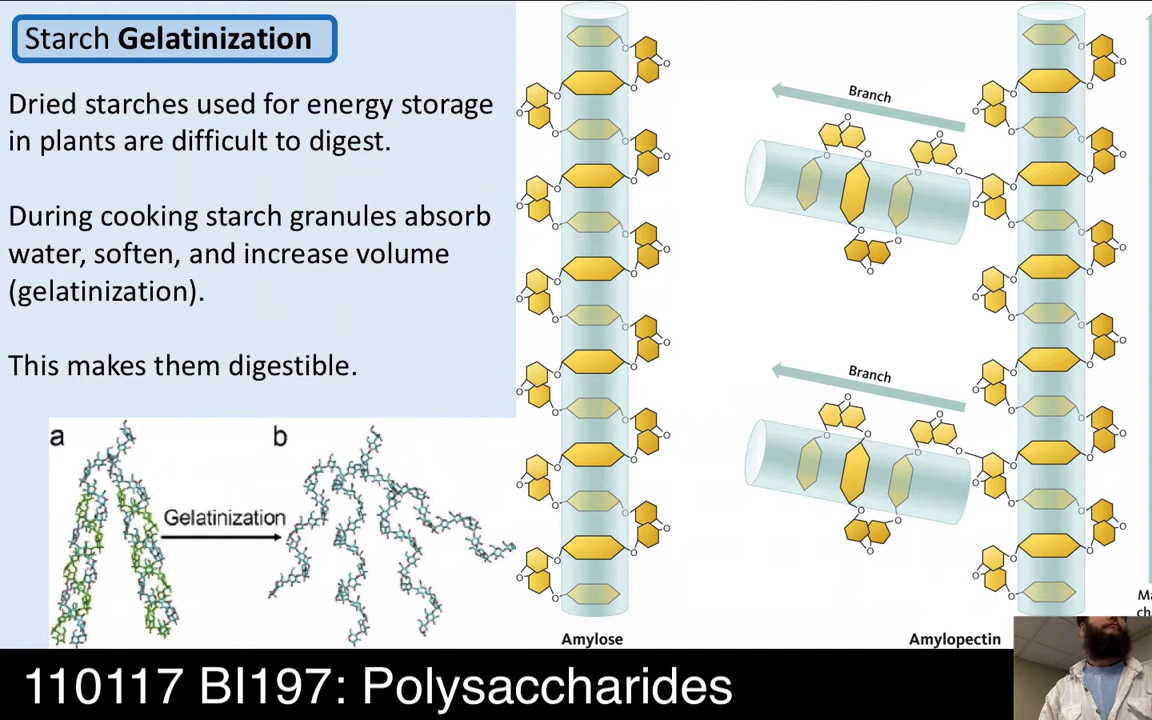 Starch Gelatinization
Dried starches used for energy storage
in plants are difficult to digest.
During cooking starch granules absorb
water, soften, and increase volume
(gelatinization).
This makes them digestible.
a
b
Gelatinization
Branch
Branch
Amylose
Amylopectin
110117 BI197: Polysaccharides